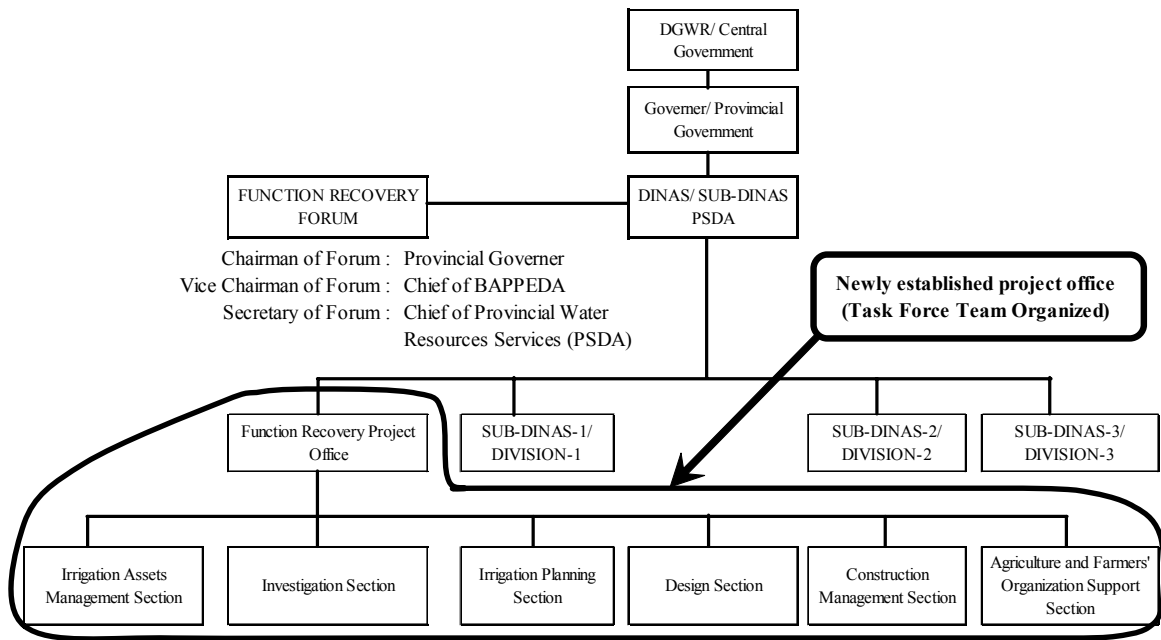 DGWR/ Central
Government
Governer/ Provimcial
Government
FUNCTION RECOVERY
FORUM
DINAS/ SUB-DINAS
PSDA
Chairman of Forum : Provincial Governer
Vice Chairman of Forum : Chief of BAPPEDA
Secretary of Forum : Chief of Provincial Water
Resources Services (PSDA)
Newly established project office
(Task Force Team Organized)
Function Recovery Project
Office
SUB-DINAS-1/
DIVISION-1
SUB-DINAS-2/
DIVISION-2
SUB-DINAS-3/
DIVISION-3
Irrigation Assets
Management Section
Investigation Section
Irrigation Planning
Section
Design Section
Construction
Management Section
Agriculture and Farmers'
Organization Support
Section